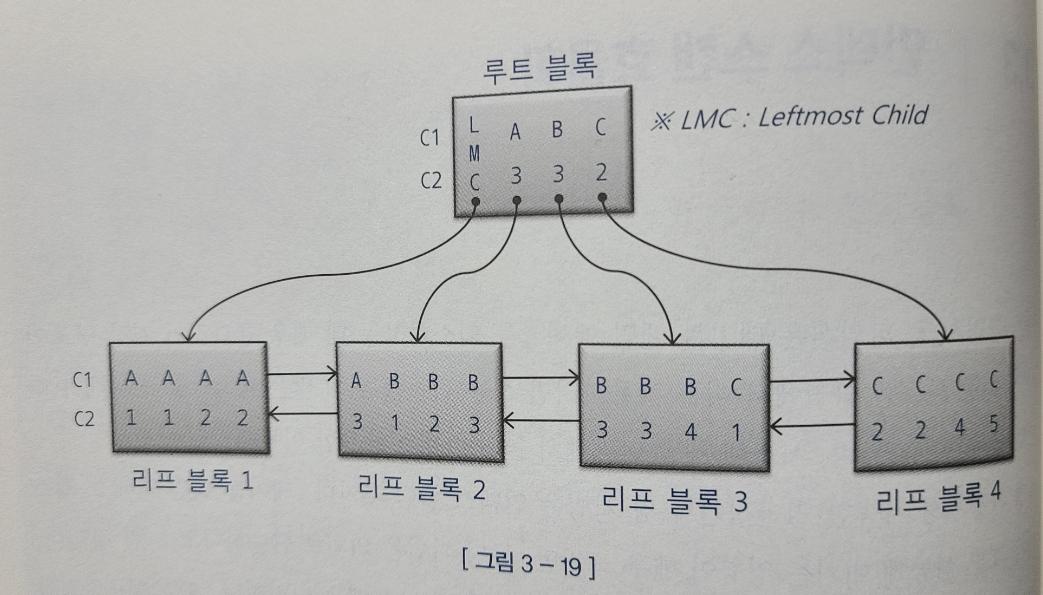 루트 블록
※ LMC : Leftmost Child
C1 L M C A B C
C2 3 3 2
C1 A A A A A B B B B B B C C C C C
C2 1 1 2 2 3 1 2 3 3 3 4 1 2 2 4 5
리프 블록 1 리프 블록 2 리프 블록 3 리프 블록 4
[ 그림 3 - 19 ]